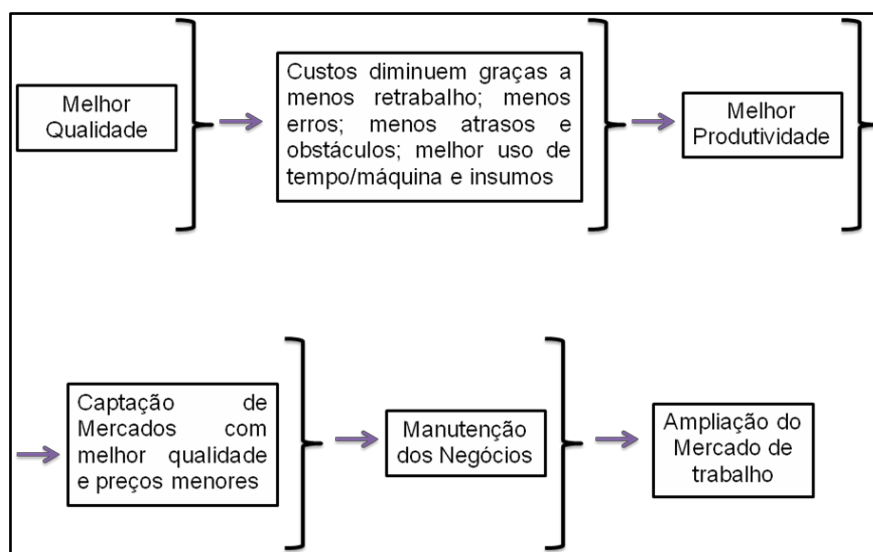 Melhor
Qualidade
Custos diminuem graças a
menos retrabalho; menos
erros; menos atrasos e
obstáculos; melhor uso de
tempo/máquina e insumos
Melhor
Produtividade
Captação de
Mercados com
melhor qualidade
e preços menores
Manutenção
dos Negócios
Ampliação do
Mercado de
trabalho